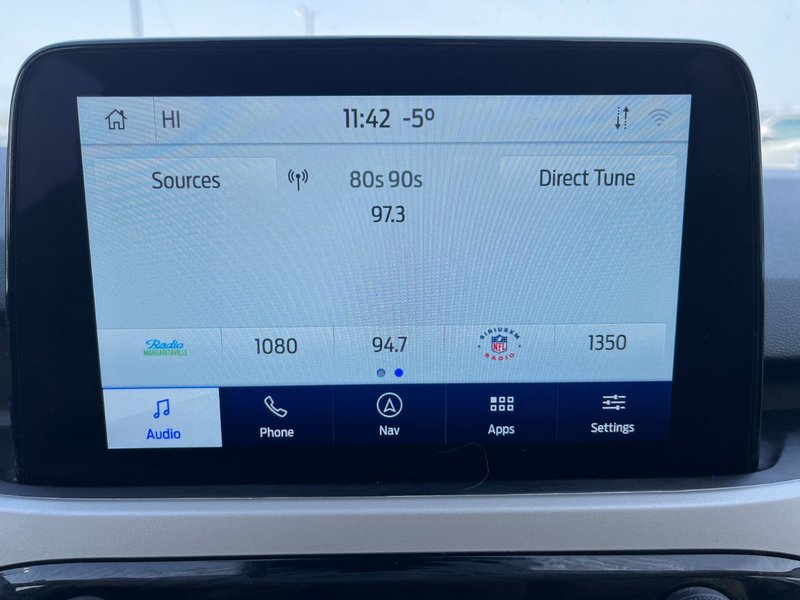 HI 11:42 -5º
Sources 80s 90s Direct Tune
97.3
Radio
MARGARITAVILLE
1080
94.7
SIRIUSXM
NFL
RADIO
1350
Audio Phone Nav Apps Settings